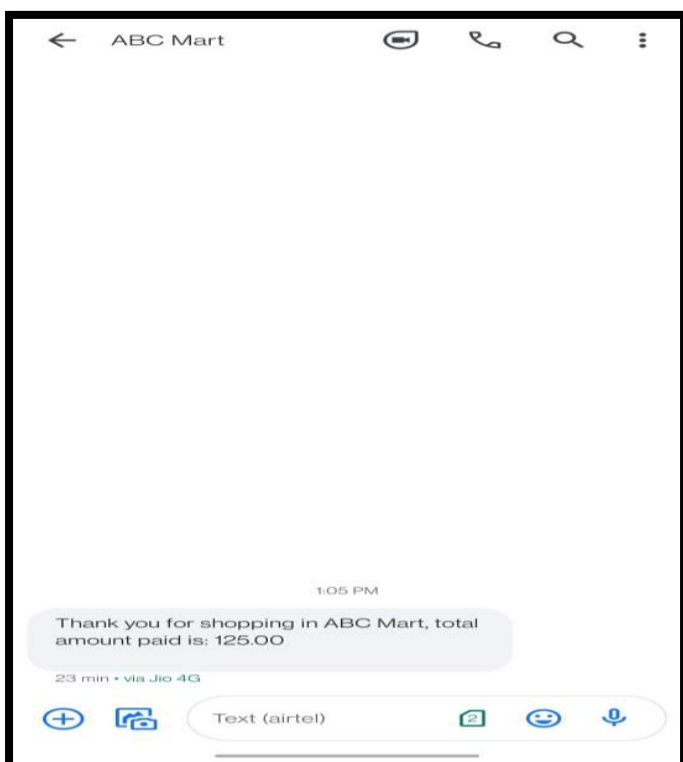 ABC Mart
1:05 PM
Thank you for shopping in ABC Mart, total
amount paid is: 125.00
23 min • via Jio 4G
Text (airtel)
2